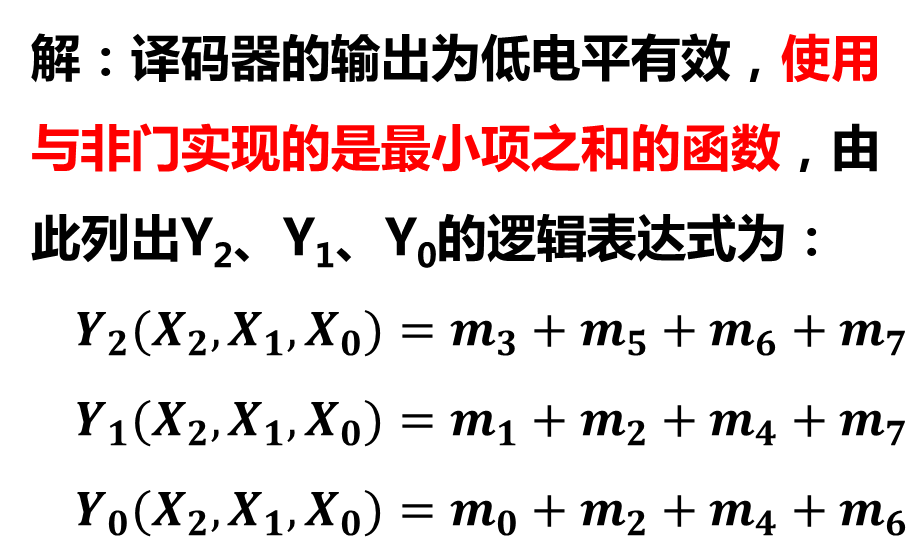 解：译码器的输出为低电平有效，使用
与非门实现的是最小项之和的函数，由
此列出Y₂、Y₁、Y₀的逻辑表达式为：
Y₂(X₂,X₁,X₀) = m₃ + m₅ + m₆ + m₇
Y₁(X₂,X₁,X₀) = m₁ + m₂ + m₄ + m₇
Y₀(X₂,X₁,X₀) = m₀ + m₂ + m₄ + m₆